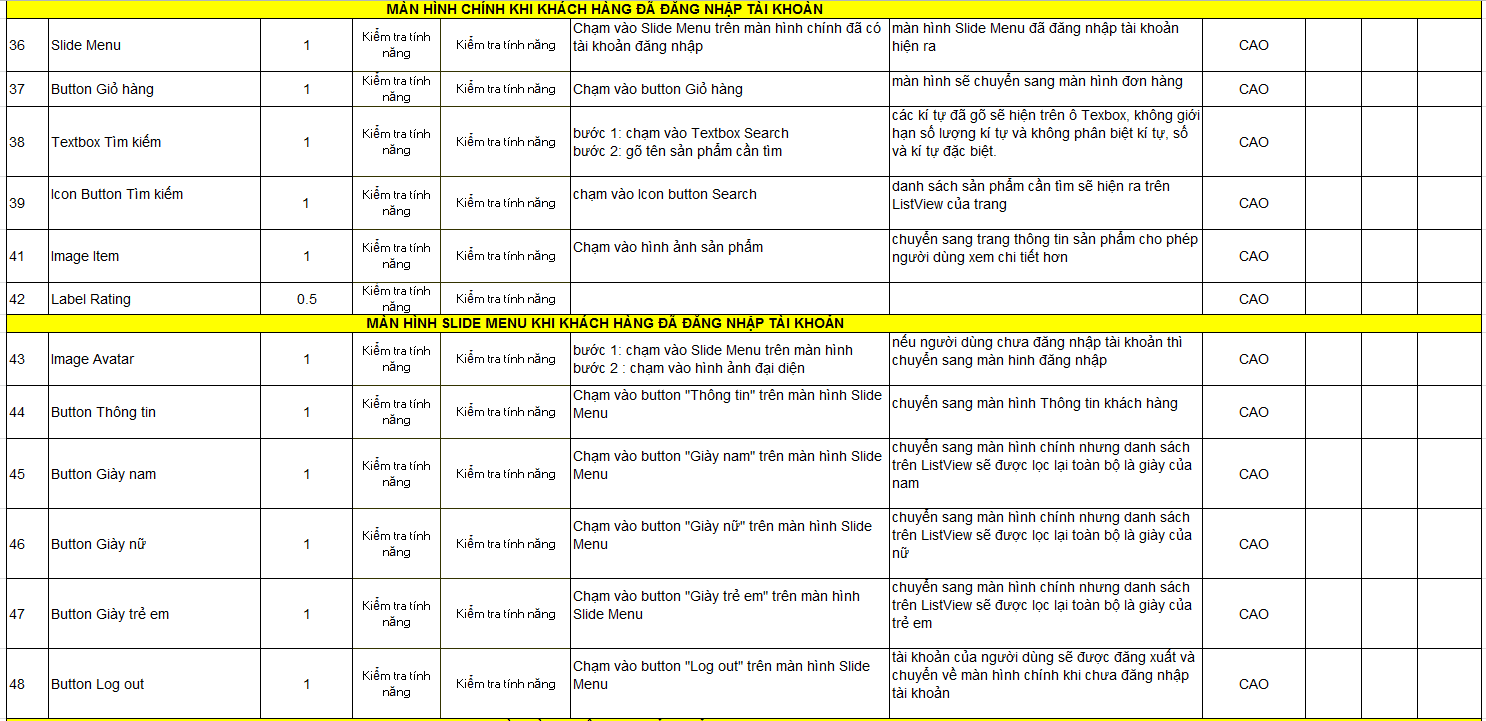 MÀN HÌNH CHÍNH KHI KHÁCH HÀNG ĐÃ ĐĂNG NHẬP TÀI KHOẢN
36 Slide Menu 1 Kiểm tra tính năng Kiểm tra tính năng Chạm vào Slide Menu trên màn hình chính đã có tài khoản đăng nhập màn hình Slide Menu đã đăng nhập tài khoản hiện ra CAO
37 Button Giỏ hàng 1 Kiểm tra tính năng Kiểm tra tính năng Chạm vào button Giỏ hàng màn hình sẽ chuyển sang màn hình đơn hàng CAO
38 Textbox Tìm kiếm 1 Kiểm tra tính năng Kiểm tra tính năng bước 1: chạm vào Textbox Search bước 2: gõ tên sản phẩm cần tìm các kí tự đã gõ sẽ hiện trên ô Texbox, không giới hạn số lượng kí tự và không phân biệt kí tự, số và kí tự đặc biệt. CAO
39 Icon Button Tìm kiếm 1 Kiểm tra tính năng Kiểm tra tính năng chạm vào Icon button Search danh sách sản phẩm cần tìm sẽ hiện ra trên ListView của trang CAO
41 Image Item 1 Kiểm tra tính năng Kiểm tra tính năng Chạm vào hình ảnh sản phẩm chuyển sang trang thông tin sản phẩm cho phép người dùng xem chi tiết hơn CAO
42 Label Rating 0.5 Kiểm tra tính năng Kiểm tra tính năng CAO
MÀN HÌNH SLIDE MENU KHI KHÁCH HÀNG ĐÃ ĐĂNG NHẬP TÀI KHOẢN
43 Image Avatar 1 Kiểm tra tính năng Kiểm tra tính năng bước 1: chạm vào Slide Menu trên màn hình bước 2 : chạm vào hình ảnh đại diện nếu người dùng chưa đăng nhập tài khoản thì chuyển sang màn hinh đăng nhập CAO
44 Button Thông tin 1 Kiểm tra tính năng Kiểm tra tính năng Chạm vào button "Thông tin" trên màn hình Slide Menu chuyển sang màn hình Thông tin khách hàng CAO
45 Button Giày nam 1 Kiểm tra tính năng Kiểm tra tính năng Chạm vào button "Giày nam" trên màn hình Slide Menu chuyển sang màn hình chính nhưng danh sách trên ListView sẽ được lọc lại toàn bộ là giày của nam CAO
46 Button Giày nữ 1 Kiểm tra tính năng Kiểm tra tính năng Chạm vào button "Giày nữ" trên màn hình Slide Menu chuyển sang màn hình chính nhưng danh sách trên ListView sẽ được lọc lại toàn bộ là giày của nữ CAO
47 Button Giày trẻ em 1 Kiểm tra tính năng Kiểm tra tính năng Chạm vào button "Giày trẻ em" trên màn hình Slide Menu chuyển sang màn hình chính nhưng danh sách trên ListView sẽ được lọc lại toàn bộ là giày của trẻ em CAO
48 Button Log out 1 Kiểm tra tính năng Kiểm tra tính năng Chạm vào button "Log out" trên màn hình Slide Menu tài khoản của người dùng sẽ được đăng xuất và chuyển về màn hình chính khi chưa đăng nhập tài khoản CAO